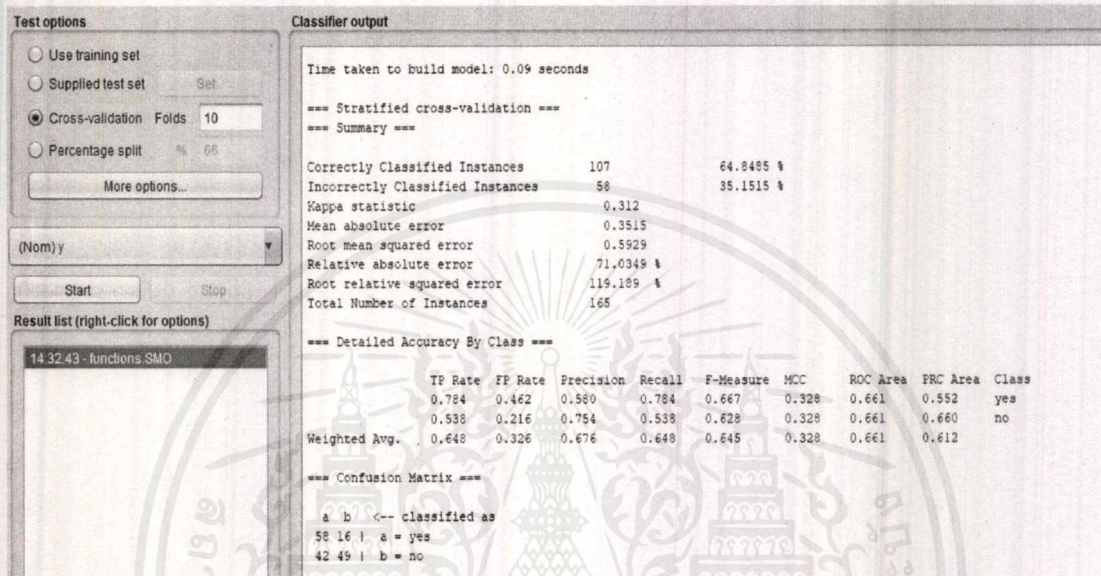 Test options
Use training set
Supplied test set Set...
Cross-validation Folds 10
Percentage split % 66
More options...
(Nom) y
Start Stop
Result list (right-click for options)
14:32:43 - functions.SMO
Classifier output
Time taken to build model: 0.09 seconds
=== Stratified cross-validation ===
=== Summary ===
Correctly Classified Instances 107 64.8485 %
Incorrectly Classified Instances 58 35.1515 %
Kappa statistic 0.312
Mean absolute error 0.3515
Root mean squared error 0.5929
Relative absolute error 71.0349 %
Root relative squared error 119.189 %
Total Number of Instances 165
=== Detailed Accuracy By Class ===
TP Rate FP Rate Precision Recall F-Measure MCC ROC Area PRC Area Class
0.784 0.462 0.580 0.784 0.667 0.328 0.661 0.552 yes
0.538 0.216 0.754 0.538 0.628 0.328 0.661 0.660 no
Weighted Avg. 0.648 0.326 0.676 0.648 0.645 0.328 0.661 0.612
=== Confusion Matrix ===
a b <-- classified as
58 16 | a = yes
42 49 | b = no